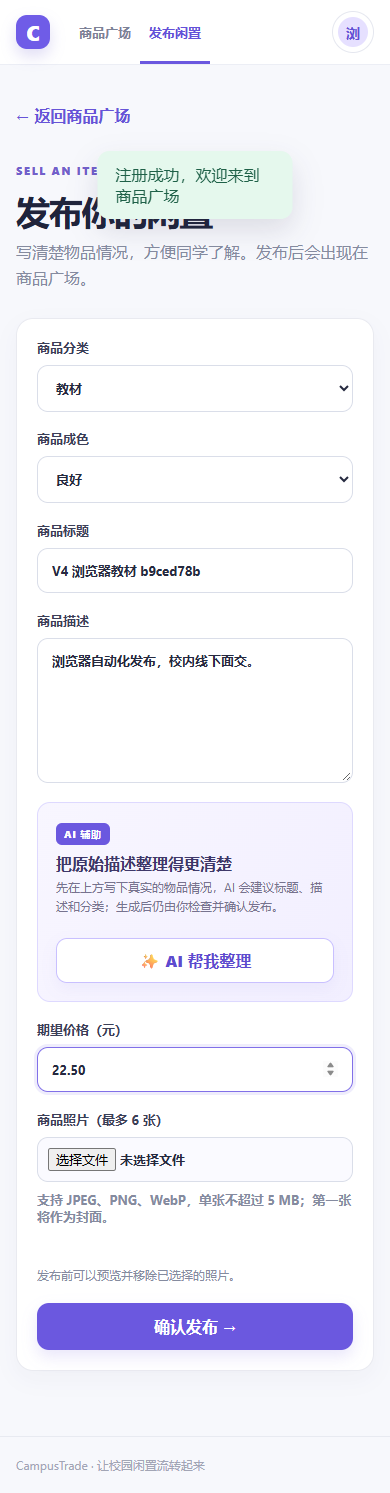 C
商品广场
发布闲置
浏
← 返回商品广场
SELL AN ITE
注册成功，欢迎来到
商品广场
发布你的闲置
写清楚物品情况，方便同学了解。发布后会出现在
商品广场。
商品分类
教材
商品成色
良好
商品标题
V4 浏览器教材 b9ced78b
商品描述
浏览器自动化发布，校内线下面交。
AI 辅助
把原始描述整理得更清楚
先在上方写下真实的物品情况，AI 会建议标题、描
述和分类；生成后仍由你检查并确认发布。
✨ AI 帮我整理
期望价格（元）
22.50
商品照片（最多 6 张）
选择文件 未选择文件
支持 JPEG、PNG、WebP，单张不超过 5 MB；第一张
将作为封面。
发布前可以预览并移除已选择的照片。
确认发布 →
CampusTrade · 让校园闲置流转起来